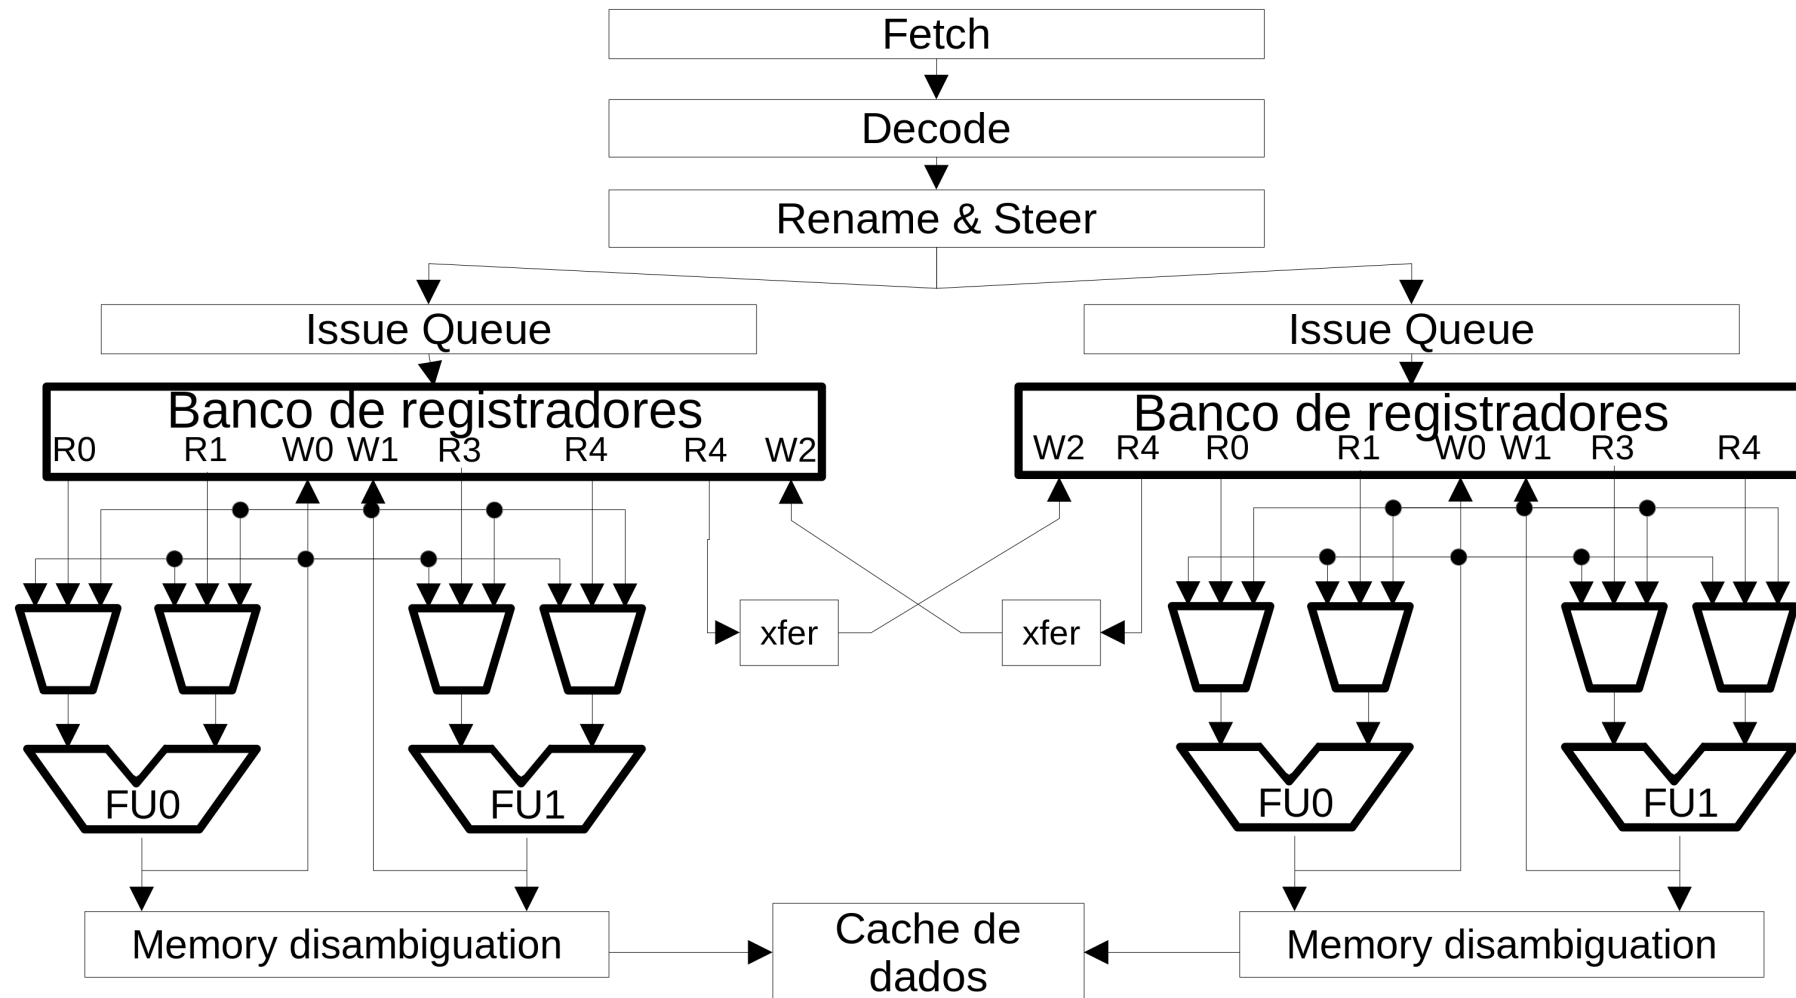 Fetch
Decode
Rename & Steer
Issue Queue
Issue Queue
Banco de registradores
R0 R1 W0 W1 R3 R4 R4 W2
Banco de registradores
W2 R4 R0 R1 W0 W1 R3 R4
xfer
xfer
FU0
FU1
FU0
FU1
Memory disambiguation
Cache de
dados
Memory disambiguation